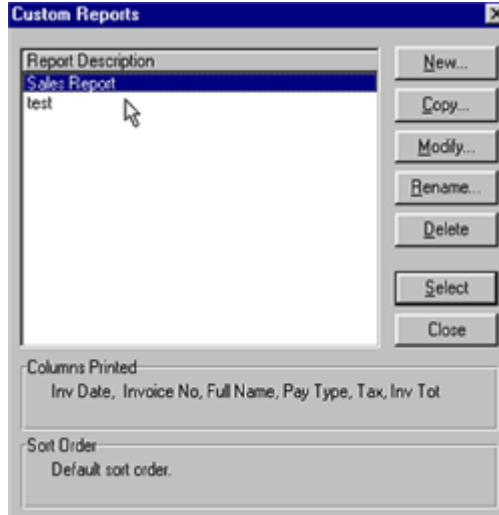 Custom Reports
Report Description
Sales Report
test
New...
Copy...
Modify...
Rename...
Delete
Select
Close
Columns Printed
Inv Date, Invoice No, Full Name, Pay Type, Tax, Inv Tot
Sort Order
Default sort order.